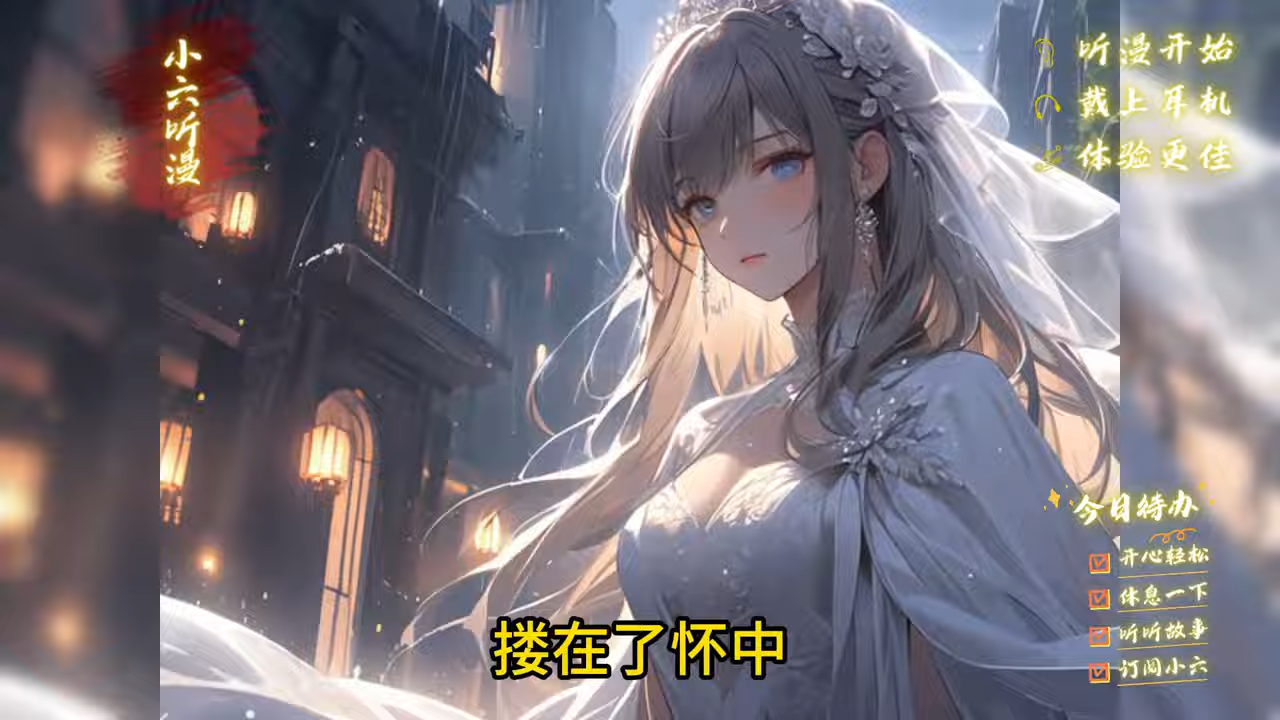 小六听漫
听漫开始
戴上耳机
体验更佳
今日待办
开心轻松
休息一下
听听故事
订阅小六
搂在了怀中